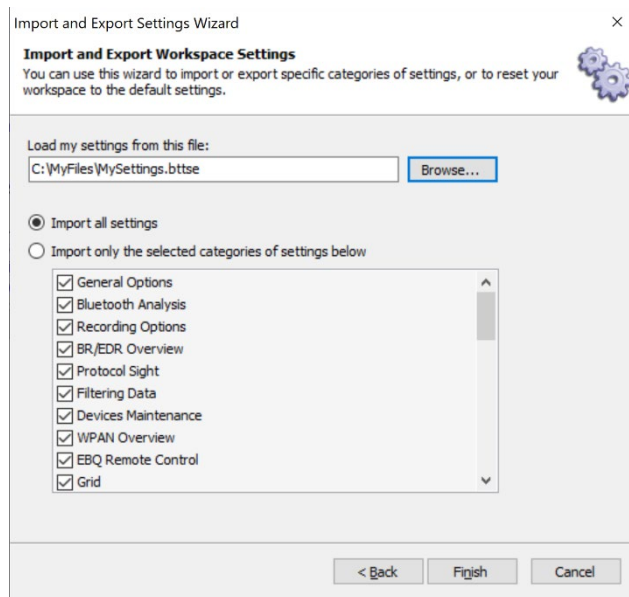 Import and Export Settings Wizard
Import and Export Workspace Settings
You can use this wizard to import or export specific categories of settings, or to reset your
workspace to the default settings.
Load my settings from this file:
C:\MyFiles\MySettings.bttse
Browse...
Import all settings
Import only the selected categories of settings below
General Options
Bluetooth Analysis
Recording Options
BR/EDR Overview
Protocol Sight
Filtering Data
Devices Maintenance
WPAN Overview
EBQ Remote Control
Grid
< Back
Finish
Cancel